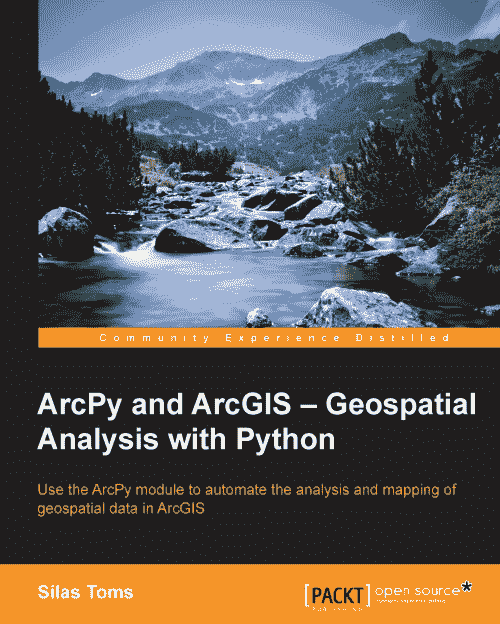 Community Experience Distilled
ArcPy and ArcGIS – Geospatial
Analysis with Python
Use the ArcPy module to automate the analysis and mapping of
geospatial data in ArcGIS
Silas Toms
[PACKT] open source*
PUBLISHING